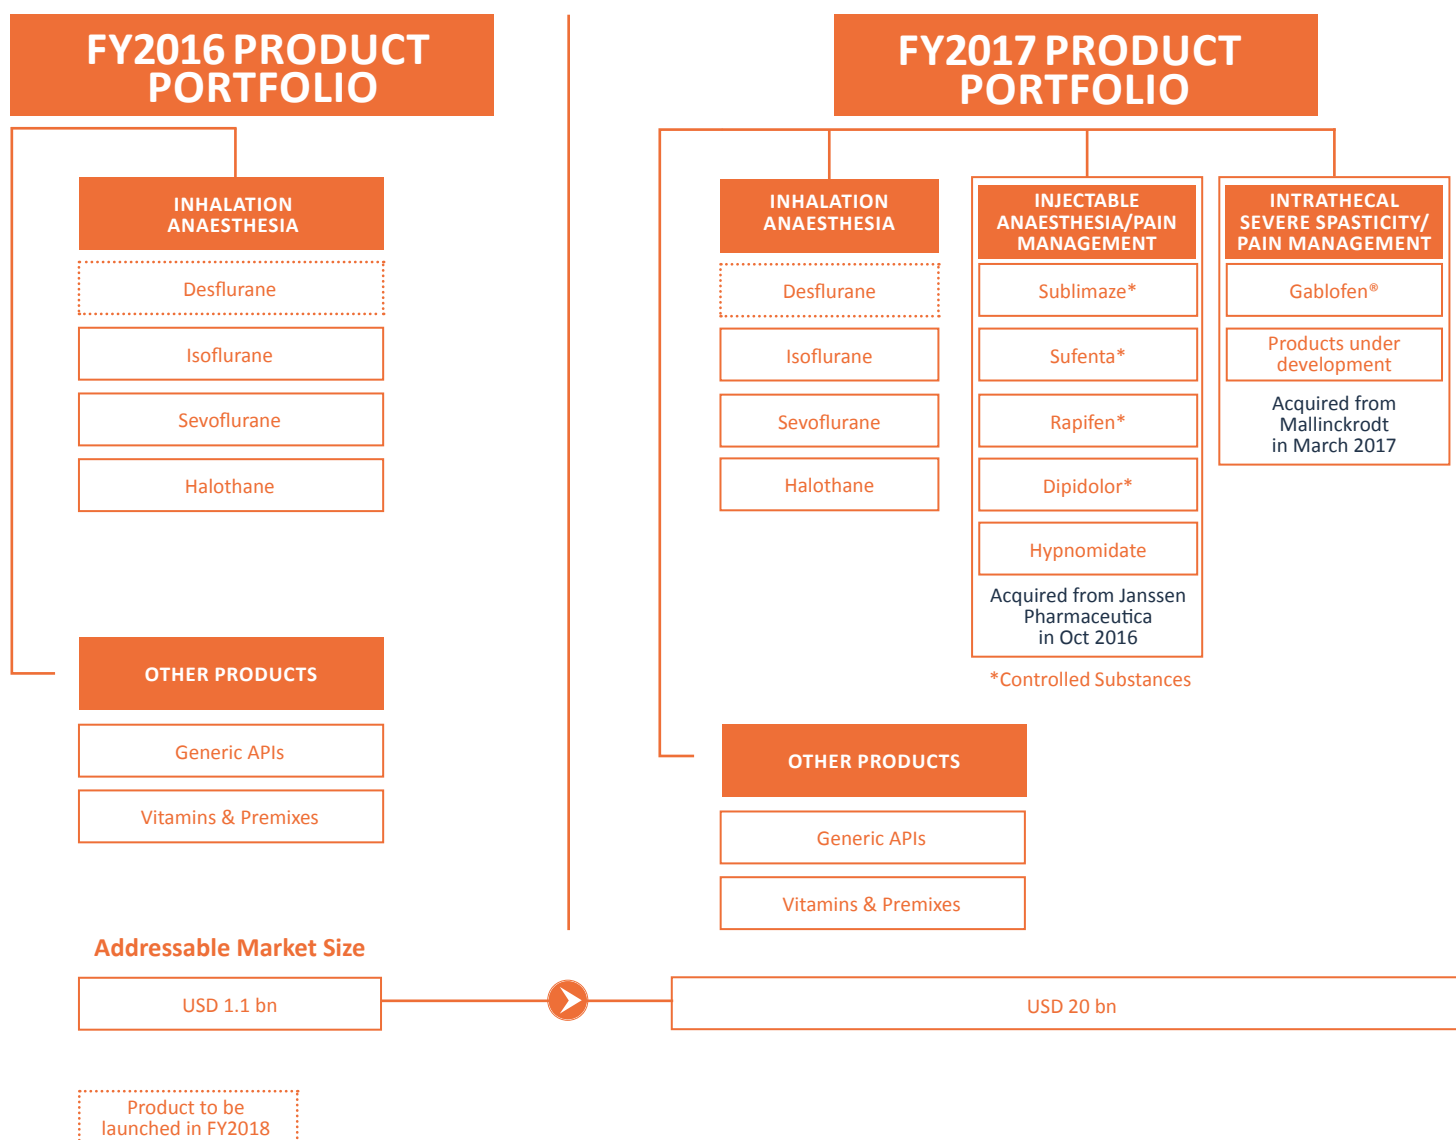 FY2016 PRODUCT
PORTFOLIO
INHALATION
ANAESTHESIA
Desflurane
Isoflurane
Sevoflurane
Halothane
OTHER PRODUCTS
Generic APIs
Vitamins & Premixes
FY2017 PRODUCT
PORTFOLIO
INHALATION
ANAESTHESIA
Desflurane
Isoflurane
Sevoflurane
Halothane
INJECTABLE
ANAESTHESIA/PAIN
MANAGEMENT
Sublimaze*
Sufenta*
Rapifen*
Dipidolor*
Hypnomidate
Acquired from Janssen
Pharmaceutica
in Oct 2016
*Controlled Substances
INTRATHECAL
SEVERE SPASTICITY/
PAIN MANAGEMENT
Gablofen®
Products under
development
Acquired from
Mallinckrodt
in March 2017
OTHER PRODUCTS
Generic APIs
Vitamins & Premixes
Addressable Market Size
USD 1.1 bn
USD 20 bn
Product to be
launched in FY2018